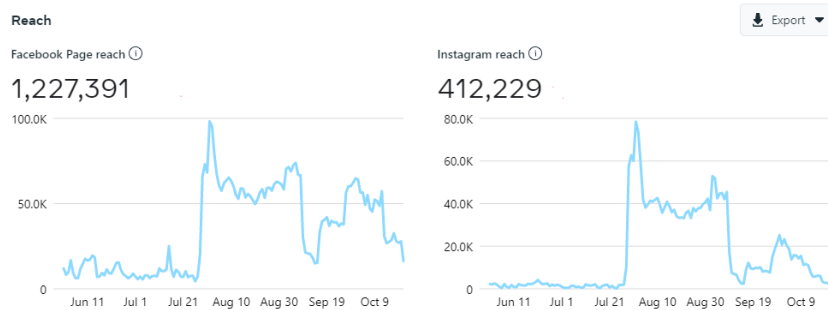 Reach
Export
Facebook Page reach
Instagram reach
1,227,391
412,229
100.0K
50.0K
0
Jun 11 Jul 1 Jul 21 Aug 10 Aug 30 Sep 19 Oct 9
80.0K
60.0K
40.0K
20.0K
0
Jun 11 Jul 1 Jul 21 Aug 10 Aug 30 Sep 19 Oct 9